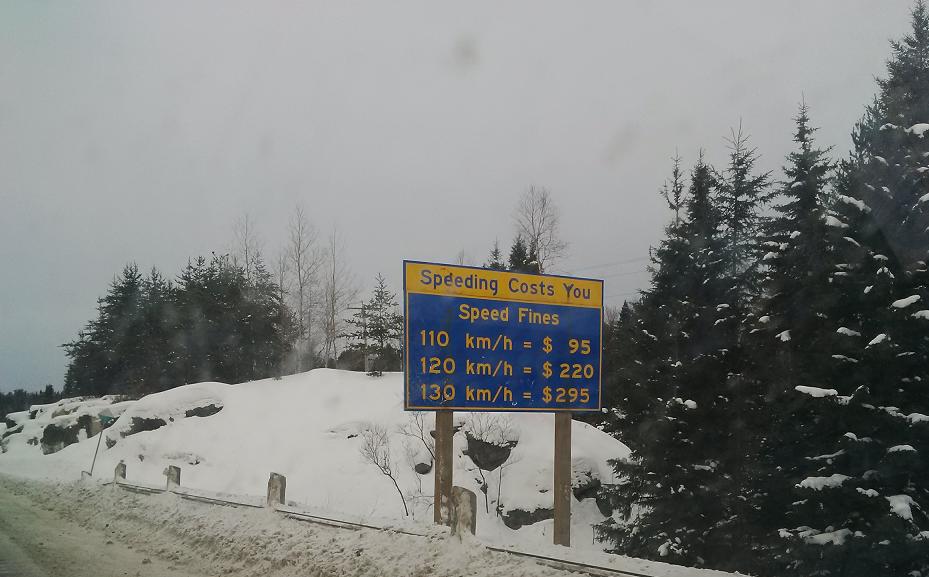 Speeding Costs You
Speed Fines
110 km/h = $ 95
120 km/h = $ 220
130 km/h = $295